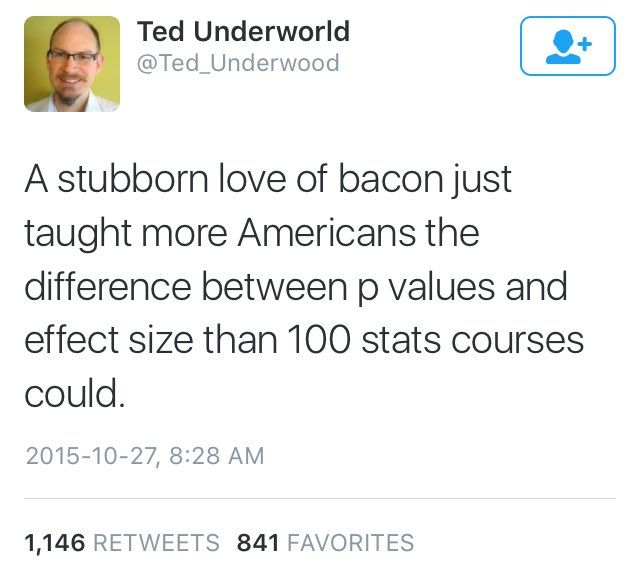 Ted Underworld
@Ted_Underwood
A stubborn love of bacon just
taught more Americans the
difference between p values and
effect size than 100 stats courses
could.
2015-10-27, 8:28 AM
1,146 RETWEETS 841 FAVORITES